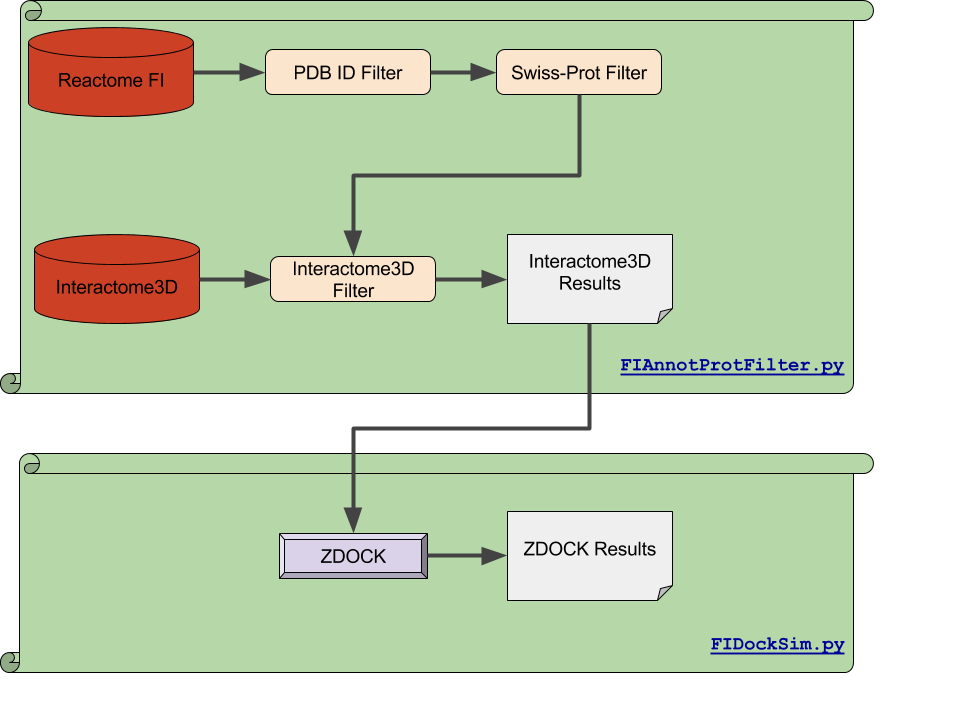 Reactome FI
PDB ID Filter
Swiss-Prot Filter
Interactome3D
Interactome3D
Filter
Interactome3D
Results
FIAnnotProtFilter.py
ZDOCK
ZDOCK Results
FIDockSim.py